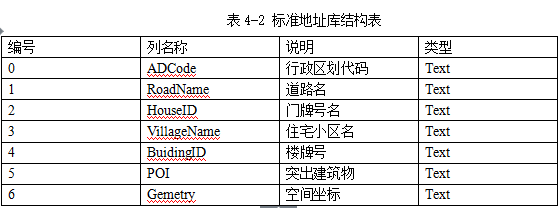 表 4-2 标准地址库结构表
编号 列名称 说明 类型
0 ADCode 行政区划代码 Text
1 RoadName 道路名 Text
2 HouseID 门牌号名 Text
3 VillageName 住宅小区名 Text
4 BuidingID 楼牌号 Text
5 POI 突出建筑物 Text
6 Gemetry 空间坐标 Text